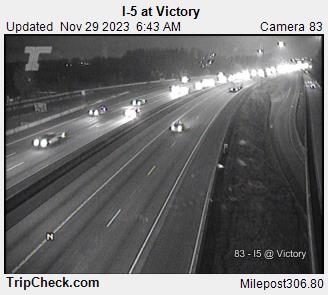 I-5 at Victory
Updated Nov 29 2023 6:43 AM Camera 83
T
N
83 - I5 @ Victory
TripCheck.com Milepost306.80